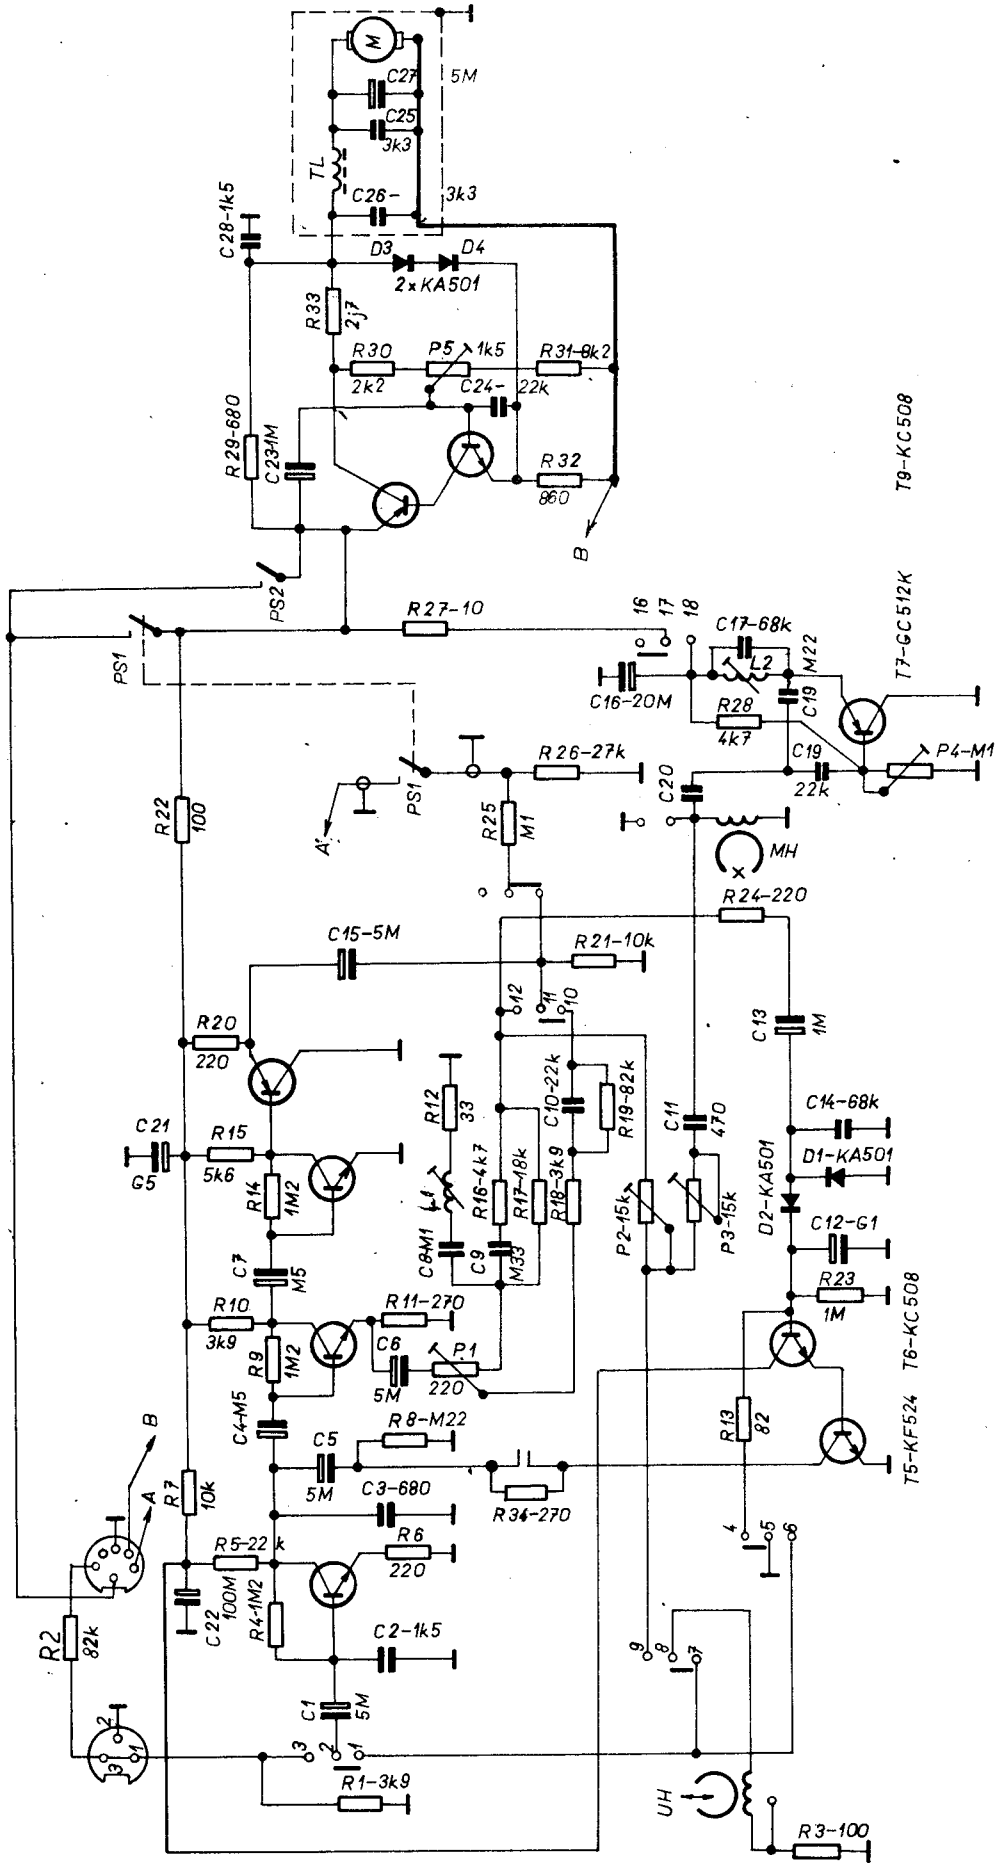 M
C27
5M
C25
3k3
TL
C26-
3k3
C28-1k5
D3
D4
2xKA501
R33
2j7
R30
2k2
P5
1k5
R31-8k2
C24-
22k
R29-680
C23-1M
R32
860
B
T9-KC508
PS2
PS1
R27-10
16
17
18
C17-68k
L2
M22
C16-20M
C19
R28
4k7
T7-GC512K
R22
100
A
PS1
R26-27k
C20
C19
22k
P4-M1
R25
M1
MH
R24-220
C15-5M
R21-10k
12
11
10
R20
220
C13
1M
R12
33
C10-22k
R19-82k
C11
470
C14-68k
C21
G5
R15
5k6
R14
1M2
L1
R16-4k7
R17-18k
R18-3k9
P2-15k
P3-15k
D2-KA501
D1-KA501
C7
M5
C8-M1
C9
M33
C12-G1
R10
3k9
R11-270
R23
1M
R9
1M2
C6
5M
P1
220
T6-KC508
C4-M5
R8-M22
R13
82
T5-KF524
B
A
C5
5M
R7
10k
C3-680
R34-270
R5-22k
R6
220
4
5
6
C22
100M
R4-1M2
R2
82k
C2-1k5
9
8
7
C1
5M
2
3
1
3
2
1
R1-3k9
UH
R3-100